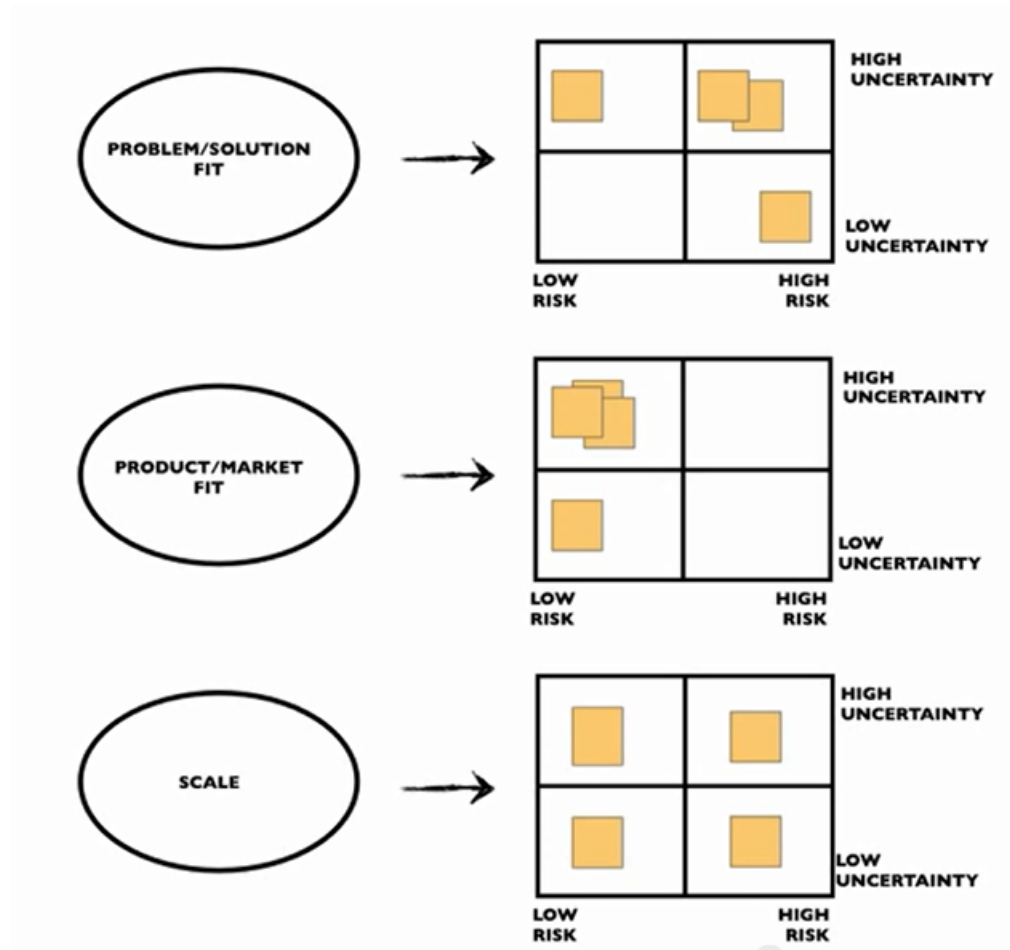 PROBLEM/SOLUTION
FIT
HIGH
UNCERTAINTY
LOW
UNCERTAINTY
LOW
RISK
HIGH
RISK
PRODUCT/MARKET
FIT
HIGH
UNCERTAINTY
LOW
UNCERTAINTY
LOW
RISK
HIGH
RISK
SCALE
HIGH
UNCERTAINTY
LOW
UNCERTAINTY
LOW
RISK
HIGH
RISK